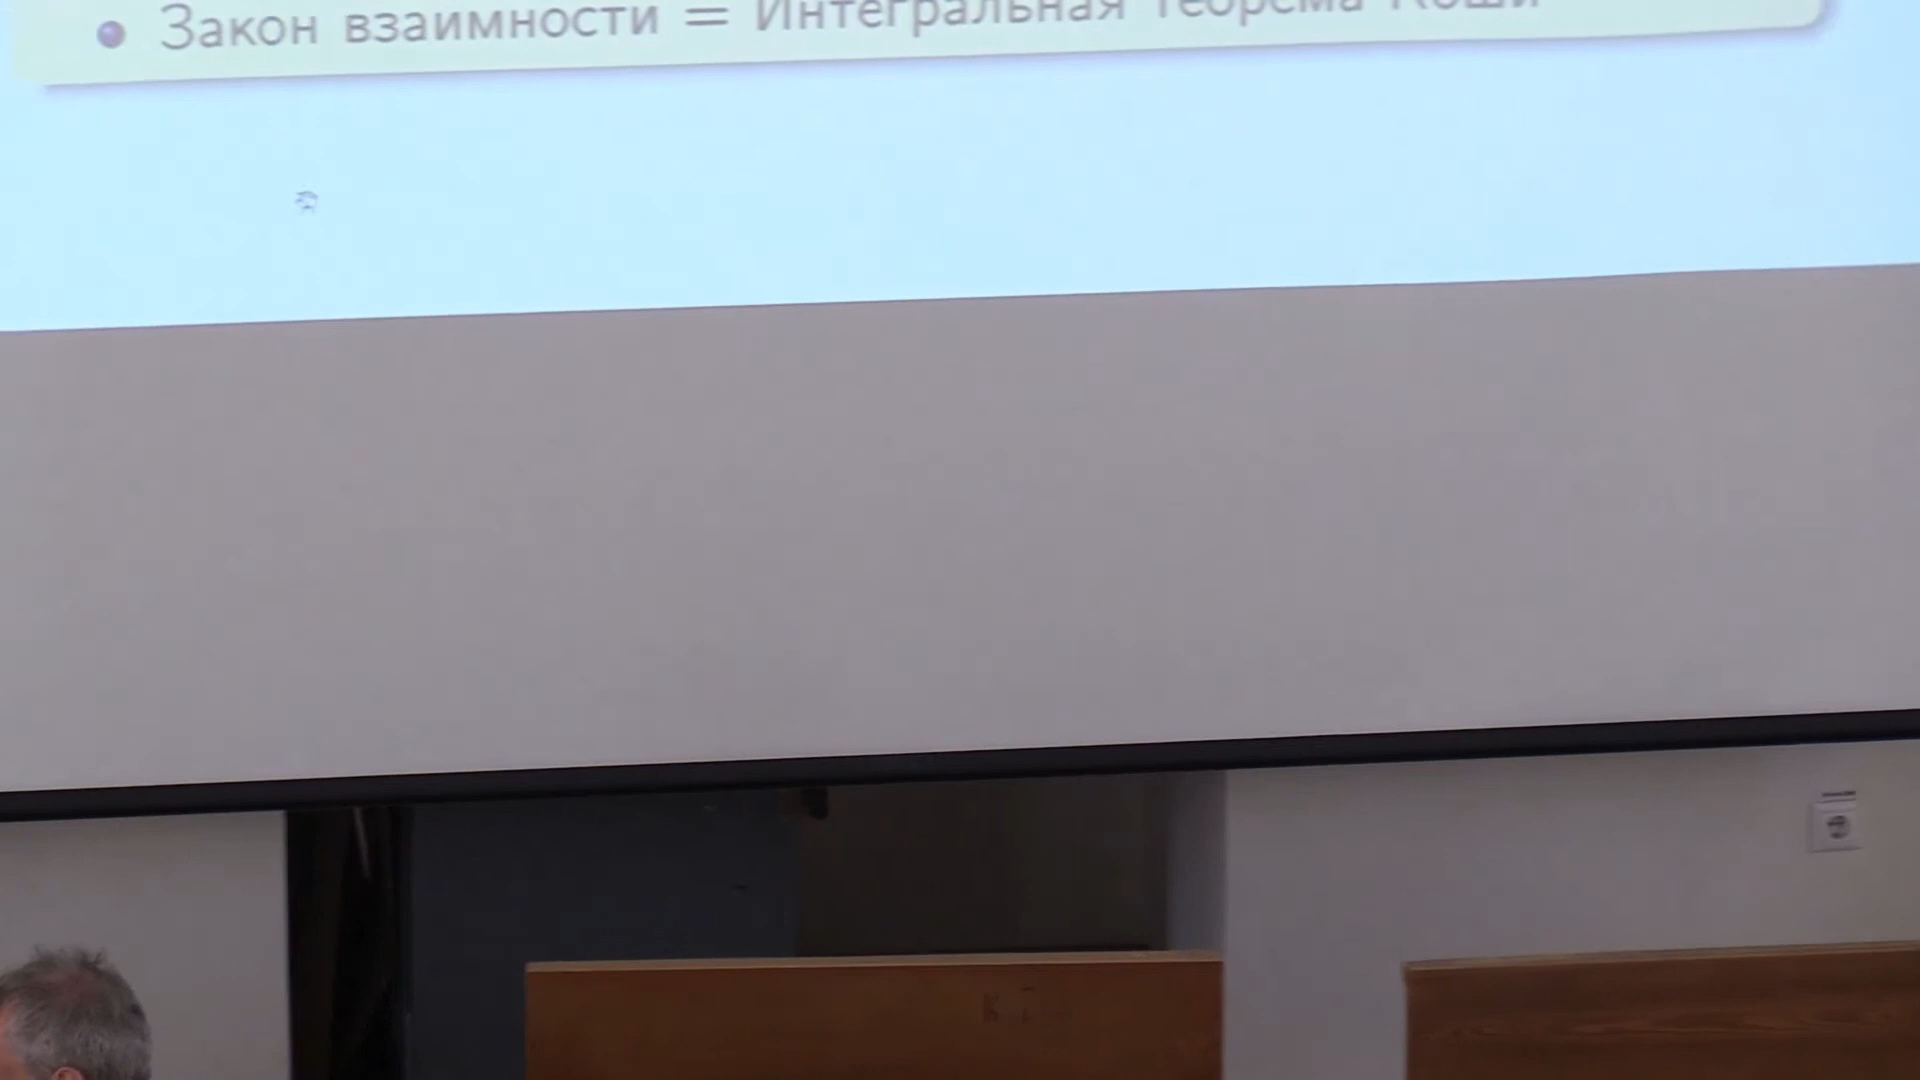 Закон взаимности = Интегральная теорема Коши